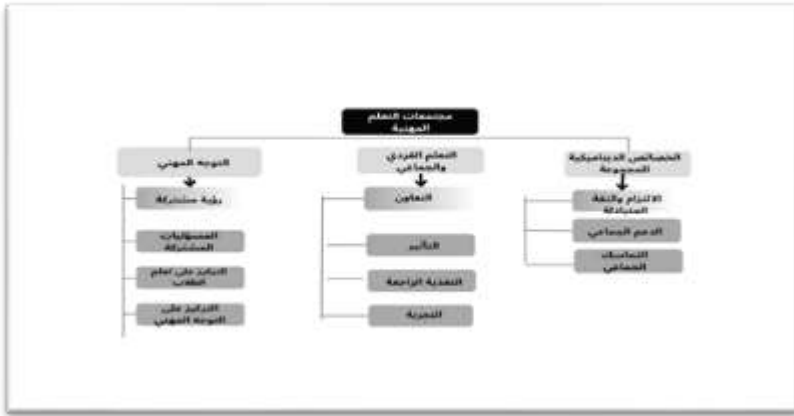 مجتمعات التعلم
المهنية
الخصائص الديناميكية
للمجموعة
الالتزام والثقة
المتبادلة
الدعم الجماعي
التماسك
الجماعي
التعلم الفردي
والجماعي
التعاون
التأثير
التغذية الراجعة
التجربة
التوجه المهني
رؤية مشتركة
المسؤوليات
المشتركة
التركيز على تعلم
الطلاب
التركيز على
التوجه المهني